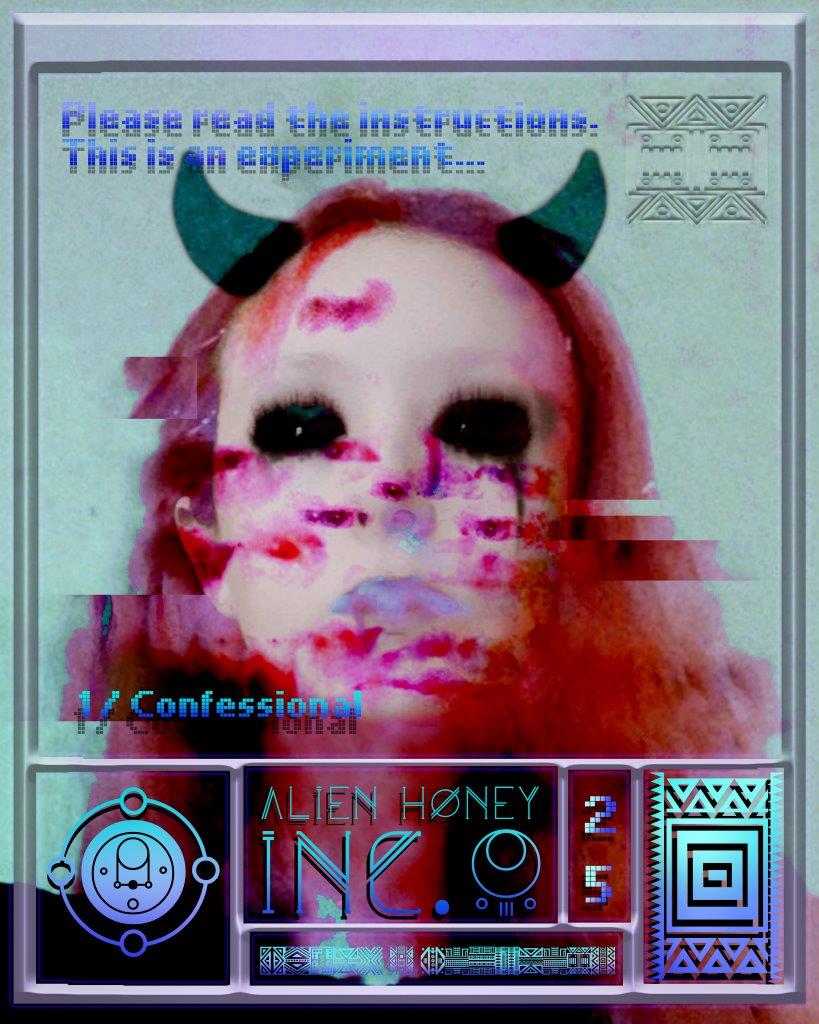 Please read the instructions.
This is an experiment...
1/ Confessional
ALIEN HØNEY
INC.
2
5